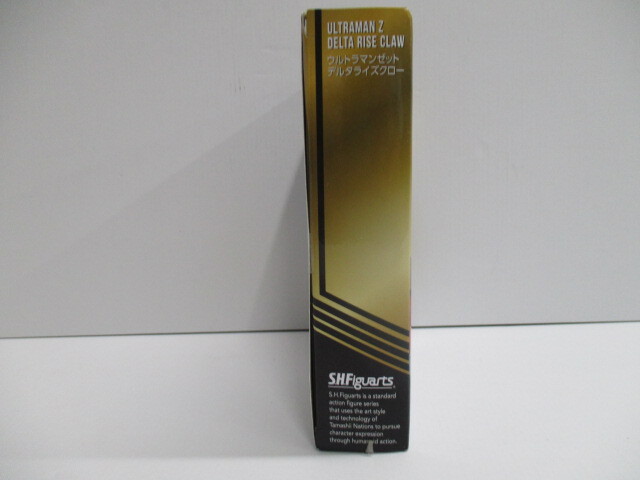 ULTRAMAN Z
DELTA RISE CLAW
ウルトラマンゼット
デルタライズクロー
S.H.Figuarts
S.H.Figuarts is a standard
action figure series
that uses the art style
and technology of
Tamashii Nations to pursue
character expression
through humanoid action.